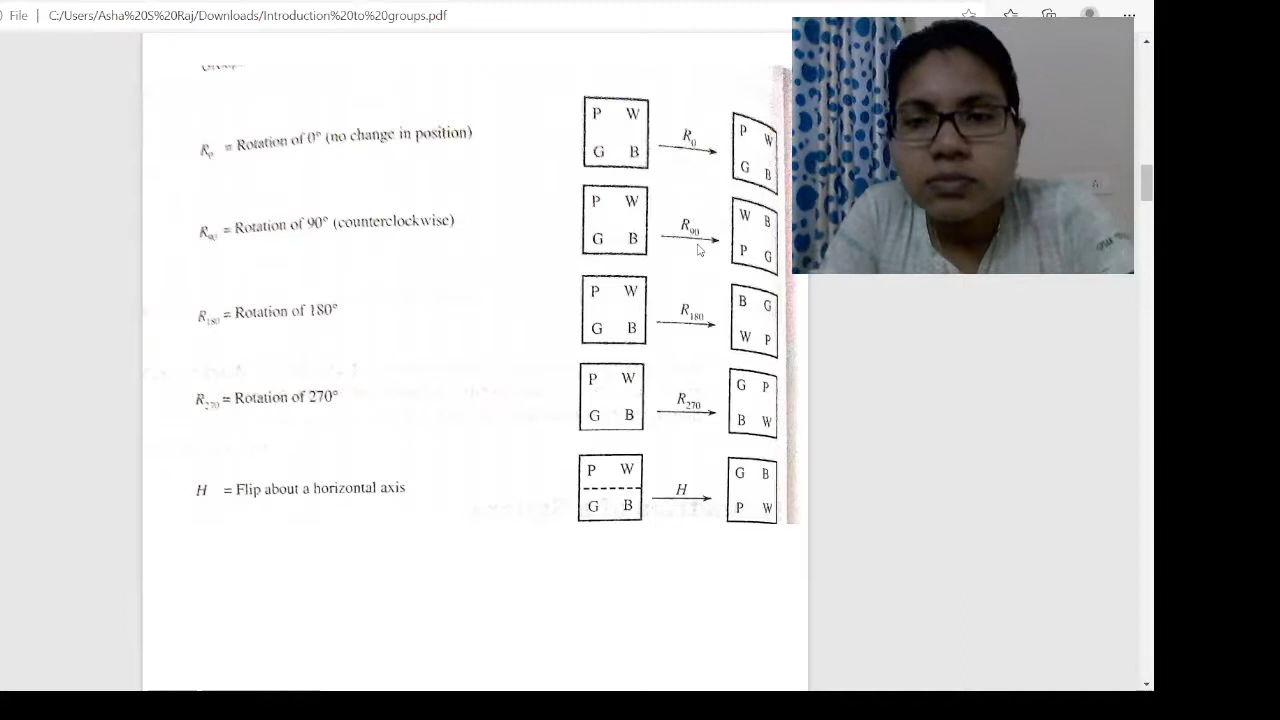 File | C:/Users/Asha%20S%20Raj/Downloads/Introduction%20to%20groups.pdf
R0 = Rotation of 0° (no change in position)
P W
G B
R0
P W
G B
R90 = Rotation of 90° (counterclockwise)
P W
G B
R90
W B
P G
R180 = Rotation of 180°
P W
G B
R180
B G
W P
R270 = Rotation of 270°
P W
G B
R270
G P
B W
H = Flip about a horizontal axis
P W
G B
H
G B
P W